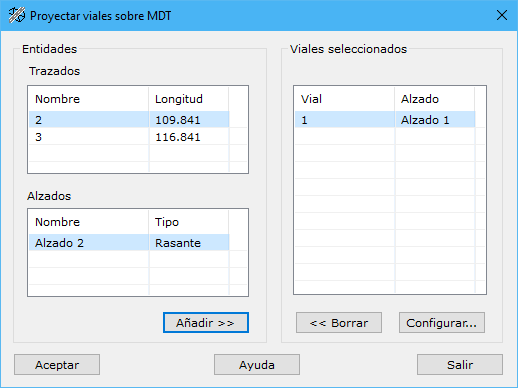 Proyectar viales sobre MDT
Entidades
Trazados
Nombre Longitud
2 109.841
3 116.841
Alzados
Nombre Tipo
Alzado 2 Rasante
Añadir >>
Viales seleccionados
Vial Alzado
1 Alzado 1
<< Borrar Configurar...
Aceptar Ayuda Salir